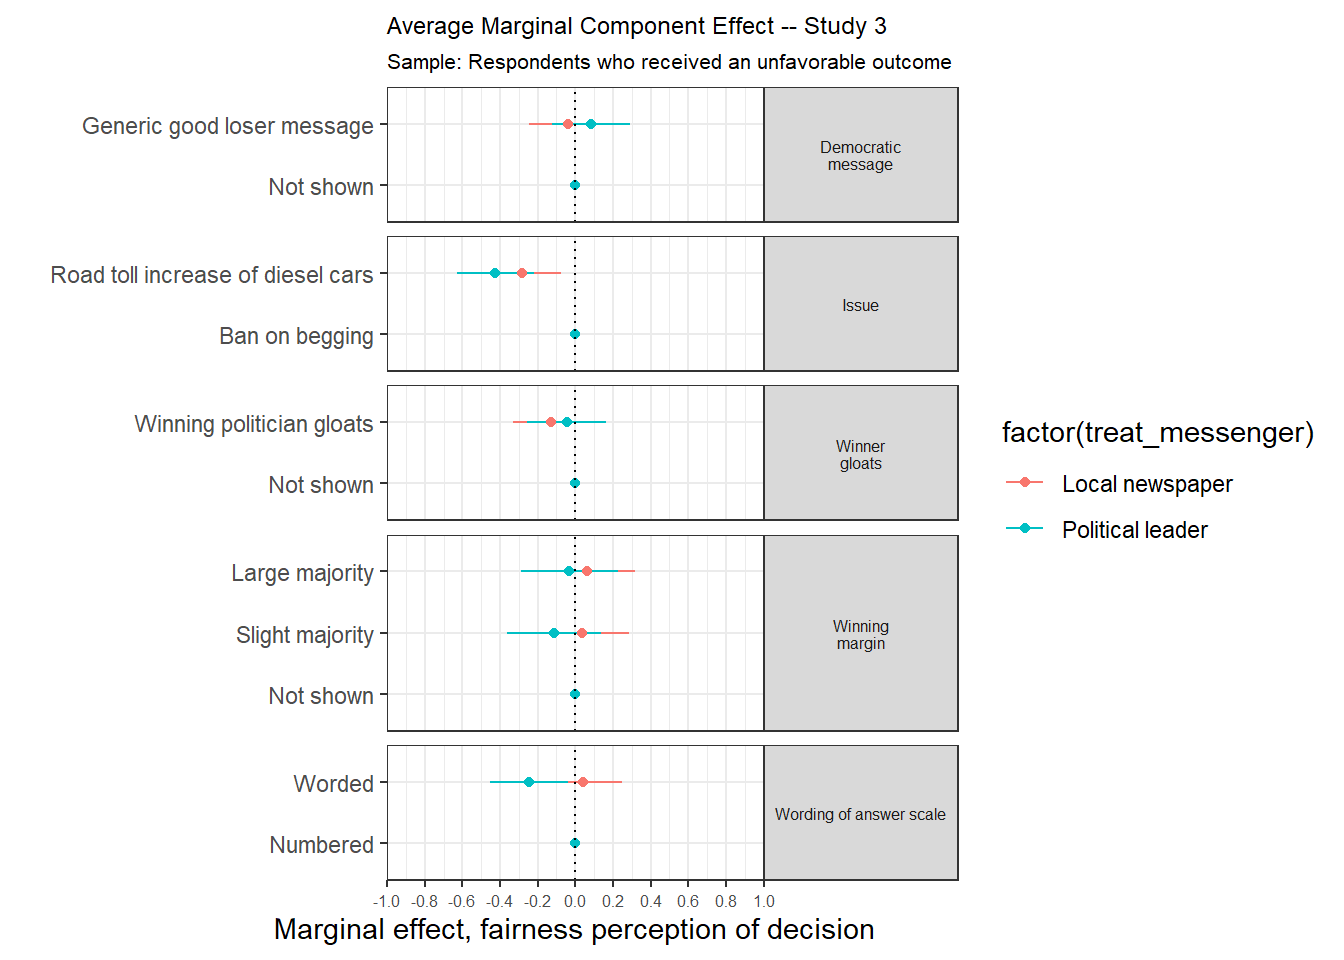 Average Marginal Component Effect -- Study 3
Sample: Respondents who received an unfavorable outcome
Generic good loser message
Not shown
Democratic
message
Road toll increase of diesel cars
Ban on begging
Issue
Winning politician gloats
Not shown
Winner
gloats
Large majority
Slight majority
Not shown
Winning
margin
Worded
Numbered
Wording of answer scale
-1.0 -0.8 -0.6 -0.4 -0.2 0.0 0.2 0.4 0.6 0.8 1.0
Marginal effect, fairness perception of decision
factor(treat_messenger)
Local newspaper
Political leader